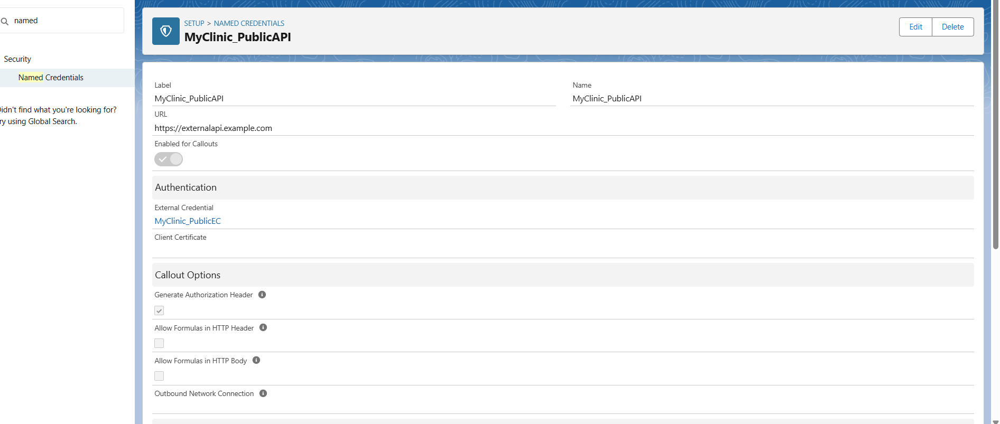 named
Security
Named Credentials
idn't find what you're looking for?
ry using Global Search.
SETUP > NAMED CREDENTIALS
MyClinic_PublicAPI
Edit
Delete
Label
MyClinic_PublicAPI
Name
MyClinic_PublicAPI
URL
https://externalapi.example.com
Enabled for Callouts
Authentication
External Credential
MyClinic_PublicEC
Client Certificate
Callout Options
Generate Authorization Header
Allow Formulas in HTTP Header
Allow Formulas in HTTP Body
Outbound Network Connection